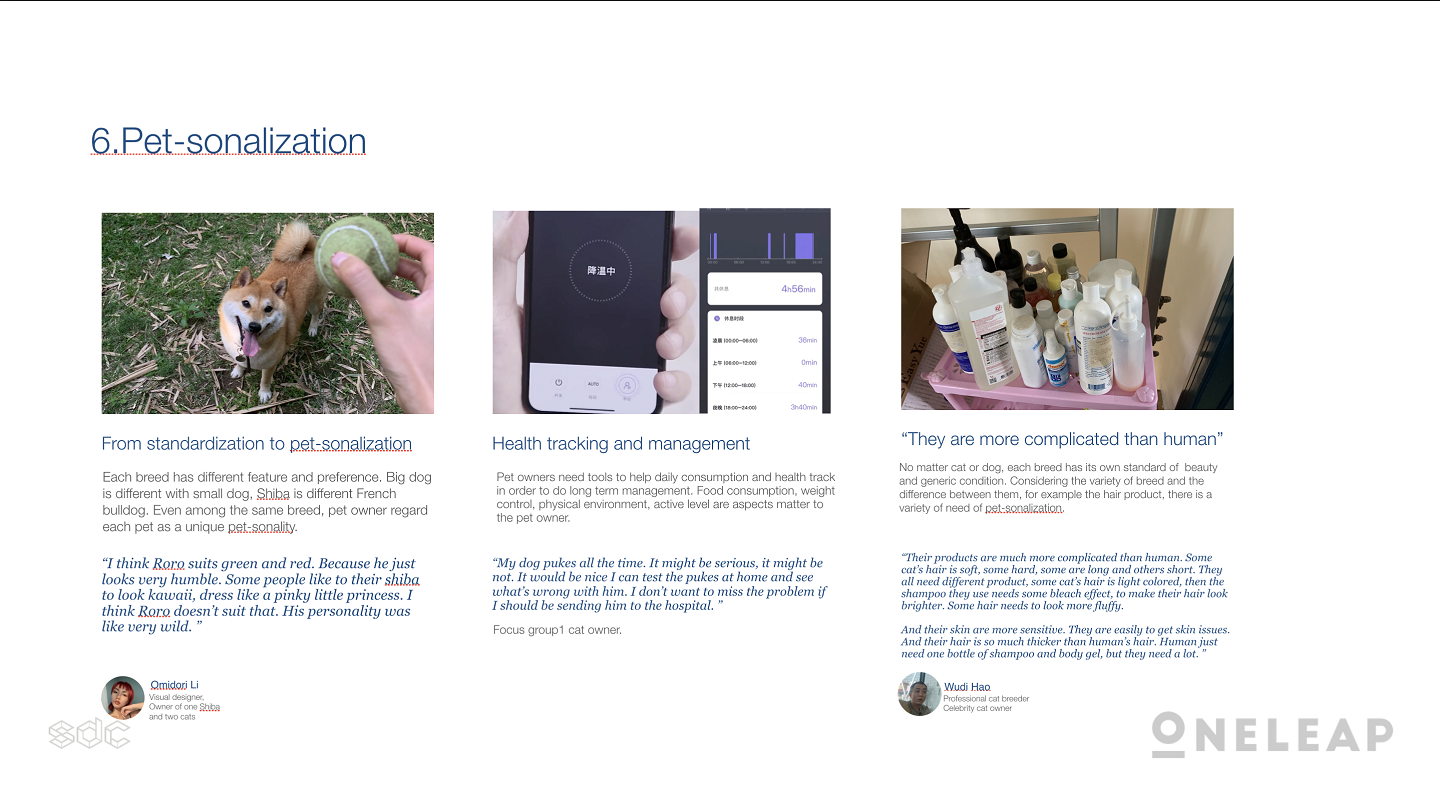 6.Pet-sonalization
降溫中
AUTO
4h56min
休息时段
凌晨 (00:00—06:00)
36min
上午 (06:00—12:00)
0min
下午 (12:00—18:00)
40min
夜晚 (18:00—24:00)
3h40min
Easy Yue
From standardization to pet-sonalization
Each breed has different feature and preference. Big dog
is different with small dog, Shiba is different French
bulldog. Even among the same breed, pet owner regard
each pet as a unique pet-sonality.
“I think Roro suits green and red. Because he just
looks very humble. Some people like to their shiba
to look kawaii, dress like a pinky little princess. I
think Roro doesn’t suit that. His personality was
like very wild. ”
Omidori Li
Visual designer,
Owner of one Shiba
and two cats
Health tracking and management
Pet owners need tools to help daily consumption and health track
in order to do long term management. Food consumption, weight
control, physical environment, active level are aspects matter to
the pet owner.
“My dog pukes all the time. It might be serious, it might be
not. It would be nice I can test the pukes at home and see
what’s wrong with him. I don’t want to miss the problem if
I should be sending him to the hospital. ”
Focus group1 cat owner.
“They are more complicated than human”
No matter cat or dog, each breed has its own standard of  beauty
and generic condition. Considering the variety of breed and the
difference between them, for example the hair product, there is a
variety of need of pet-sonalization.
“Their products are much more complicated than human. Some
cat’s hair is soft, some hard, some are long and others short. They
all need different product, some cat’s hair is light colored, then the
shampoo they use needs some bleach effect, to make their hair look
brighter. Some hair needs to look more fluffy.
And their skin are more sensitive. They are easily to get skin issues.
And their hair is so much thicker than human’s hair. Human just
need one bottle of shampoo and body gel, but they need a lot. ”
Wudi Hao
Professional cat breeder
Celebrity cat owner
sdc
ONELEAP